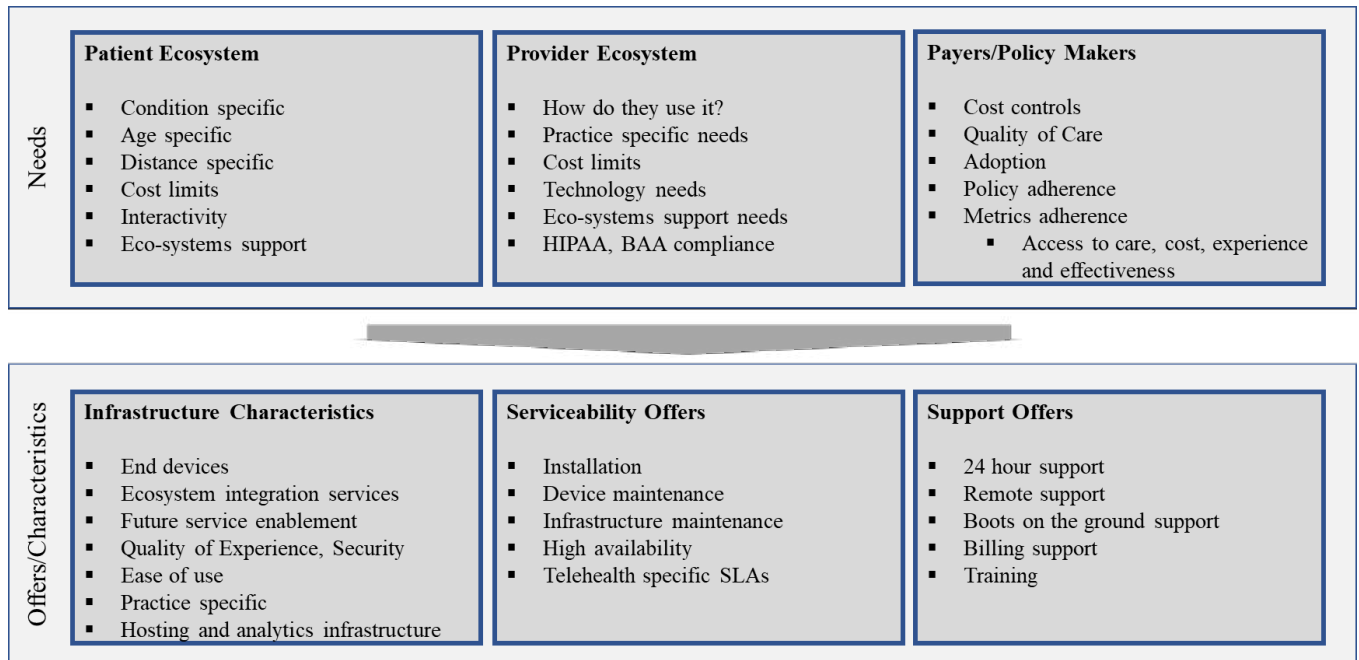 Needs
Patient Ecosystem
▪ Condition specific
▪ Age specific
▪ Distance specific
▪ Cost limits
▪ Interactivity
▪ Eco-systems support
Provider Ecosystem
▪ How do they use it?
▪ Practice specific needs
▪ Cost limits
▪ Technology needs
▪ Eco-systems support needs
▪ HIPAA, BAA compliance
Payers/Policy Makers
▪ Cost controls
▪ Quality of Care
▪ Adoption
▪ Policy adherence
▪ Metrics adherence
▪ Access to care, cost, experience
and effectiveness
Offers/Characteristics
Infrastructure Characteristics
▪ End devices
▪ Ecosystem integration services
▪ Future service enablement
▪ Quality of Experience, Security
▪ Ease of use
▪ Practice specific
▪ Hosting and analytics infrastructure
Serviceability Offers
▪ Installation
▪ Device maintenance
▪ Infrastructure maintenance
▪ High availability
▪ Telehealth specific SLAs
Support Offers
▪ 24 hour support
▪ Remote support
▪ Boots on the ground support
▪ Billing support
▪ Training